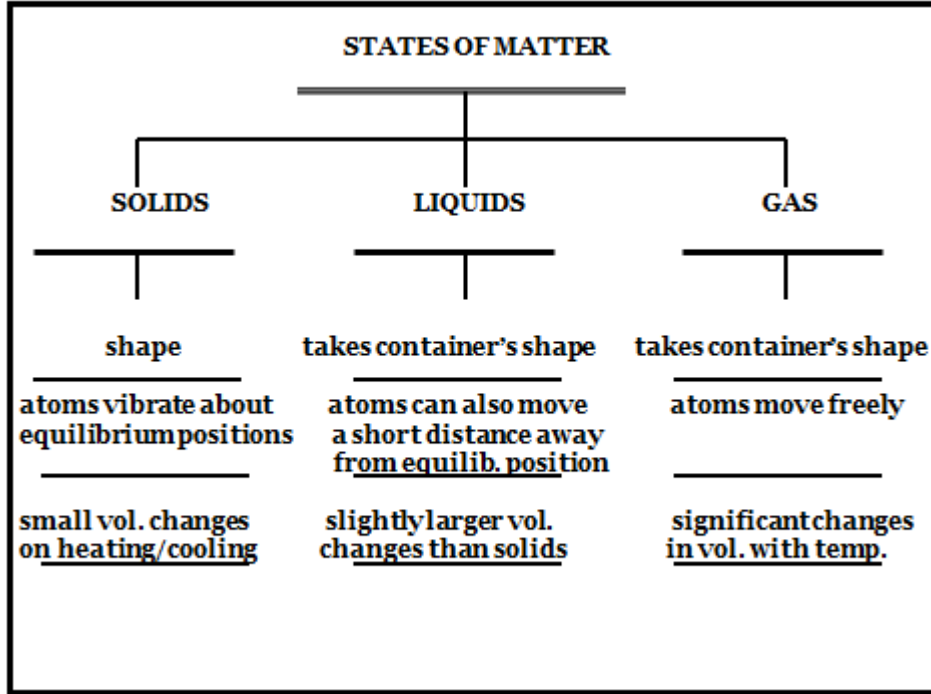 STATES OF MATTER
SOLIDS
LIQUIDS
GAS
shape
takes container's shape
takes container's shape
atoms vibrate about
equilibrium positions
atoms can also move
a short distance away
from equilib. position
atoms move freely
small vol. changes
on heating/cooling
slightly larger vol.
changes than solids
significant changes
in vol. with temp.